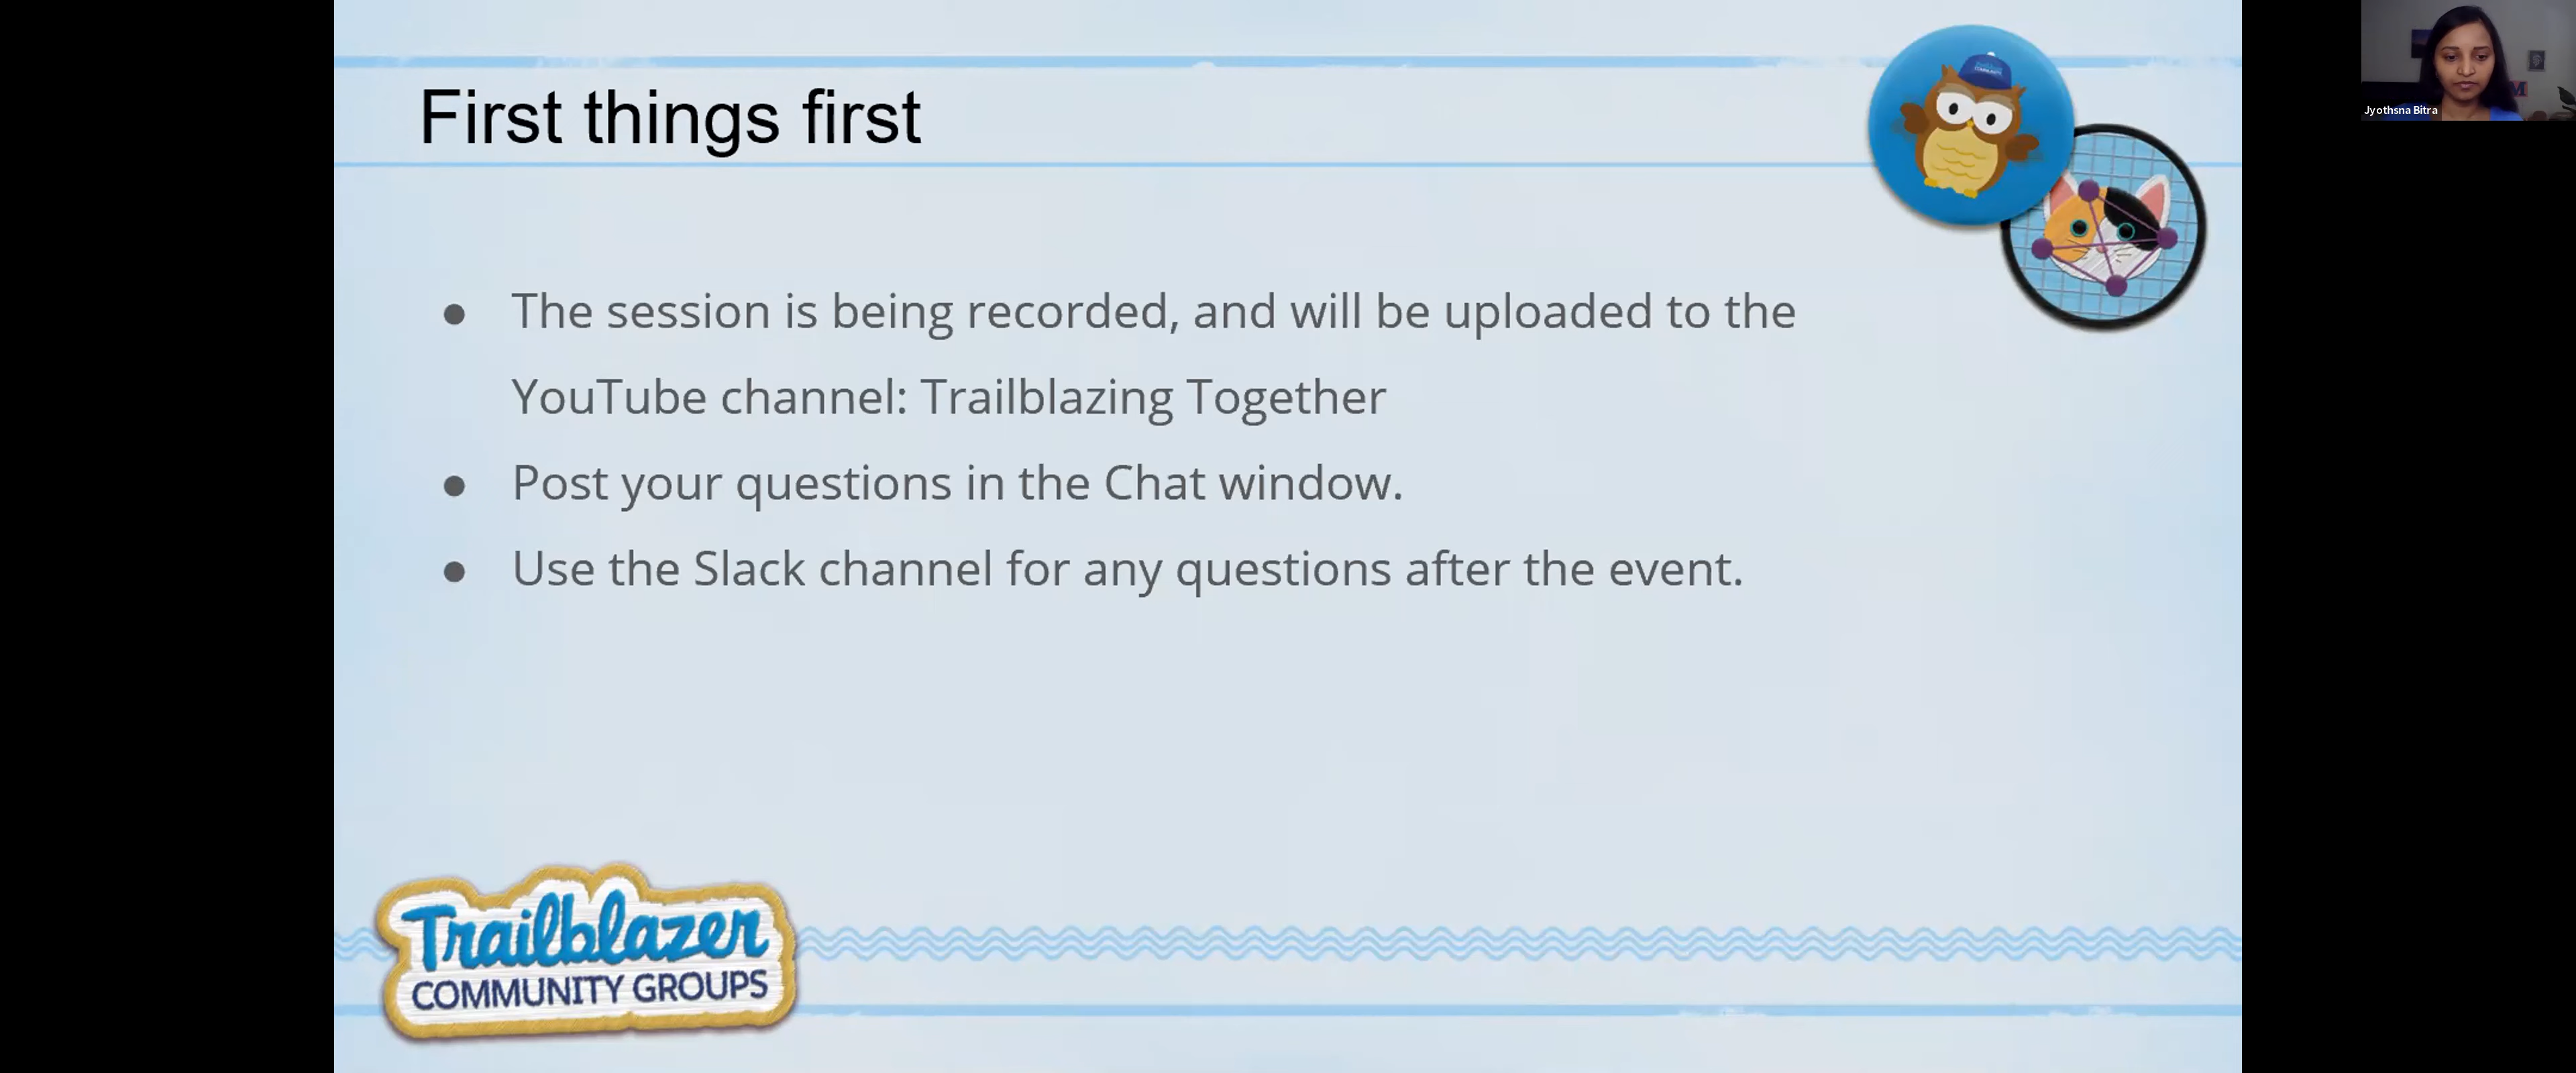 First things first
● The session is being recorded, and will be uploaded to the
YouTube channel: Trailblazing Together
● Post your questions in the Chat window.
● Use the Slack channel for any questions after the event.
Trailblazer
COMMUNITY GROUPS
Jyothsna Bitra